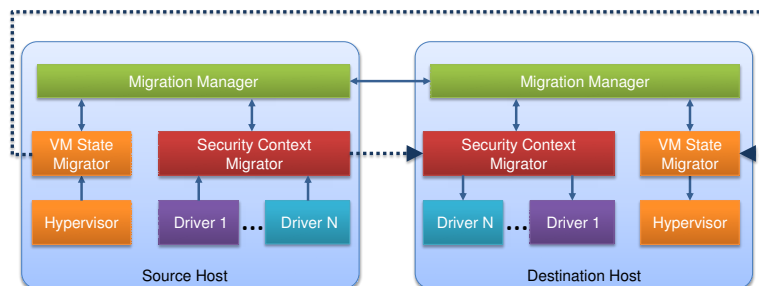 Migration Manager
VM State
Migrator
Security Context
Migrator
Hypervisor
Driver 1
...
Driver N
Source Host
Migration Manager
Security Context
Migrator
VM State
Migrator
Driver N
...
Driver 1
Hypervisor
Destination Host